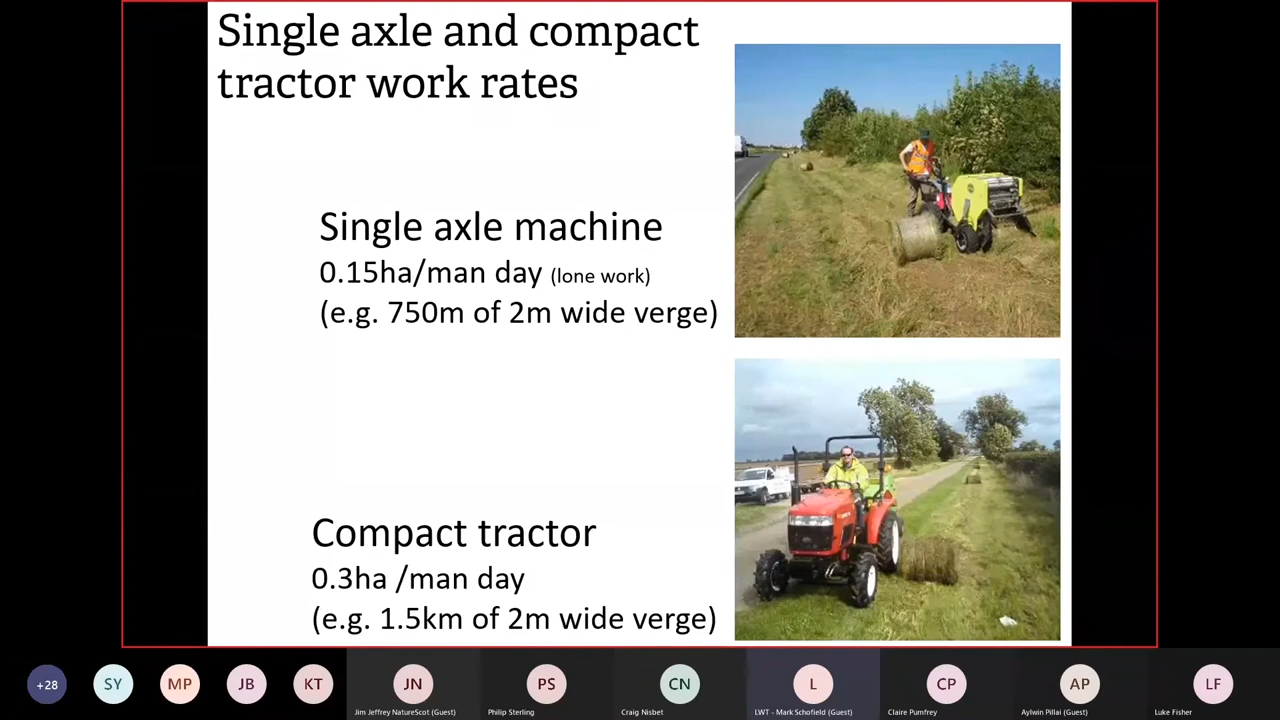 Single axle and compact
tractor work rates
Single axle machine
0.15ha/man day (lone work)
(e.g. 750m of 2m wide verge)
Compact tractor
0.3ha /man day
(e.g. 1.5km of 2m wide verge)
+28
SY
MP
JB
KT
JN
PS
CN
L
CP
AP
LF
Jim Jeffrey NatureScot (Guest)
Philip Sterling
Craig Nisbet
LWT - Mark Schofield (Guest)
Claire Pumfrey
Aylwin Pillai (Guest)
Luke Fisher